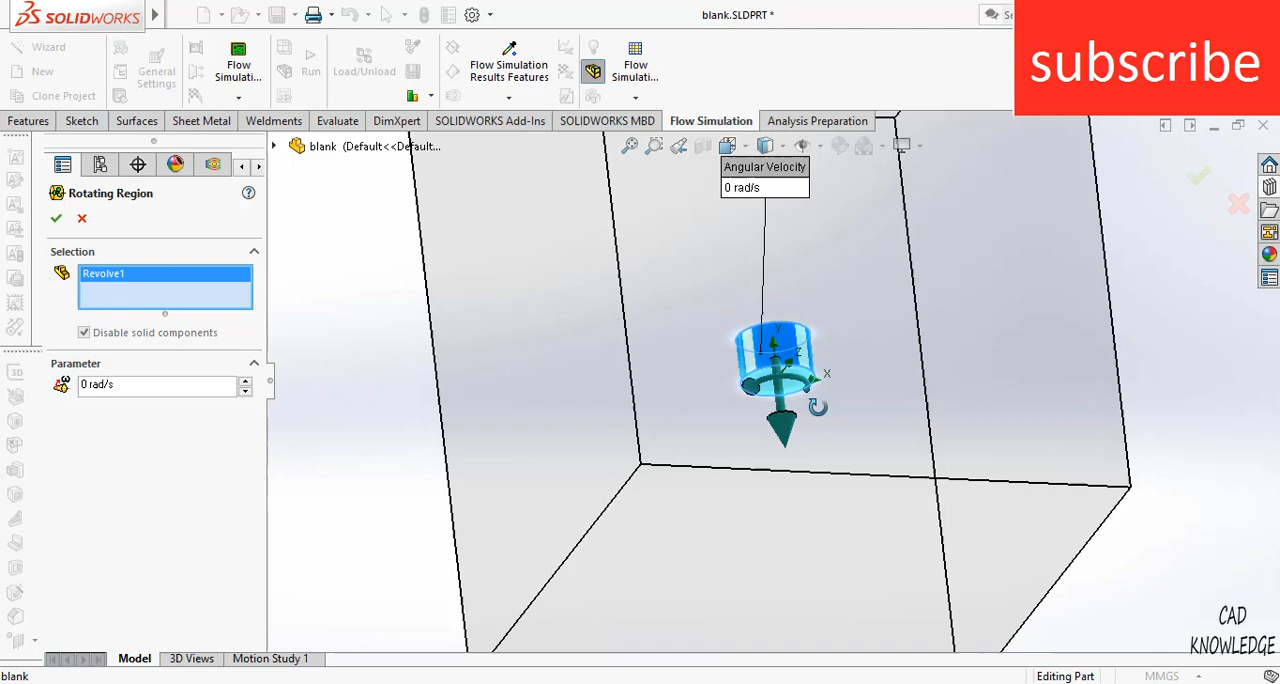 SOLIDWORKS
blank.SLDPRT *
subscribe
Wizard
New
Clone Project
General
Settings
Flow
Simulati...
Run
Load/Unload
Flow Simulation
Results Features
Flow
Simulati...
Features
Sketch
Surfaces
Sheet Metal
Weldments
Evaluate
DimXpert
SOLIDWORKS Add-Ins
SOLIDWORKS MBD
Flow Simulation
Analysis Preparation
blank (Default<<Default...
Rotating Region
Selection
Revolve1
Disable solid components
Parameter
0 rad/s
Angular Velocity
0 rad/s
Y
Z
X
CAD
KNOWLEDGE
Model
3D Views
Motion Study 1
blank
Editing Part
MMGS